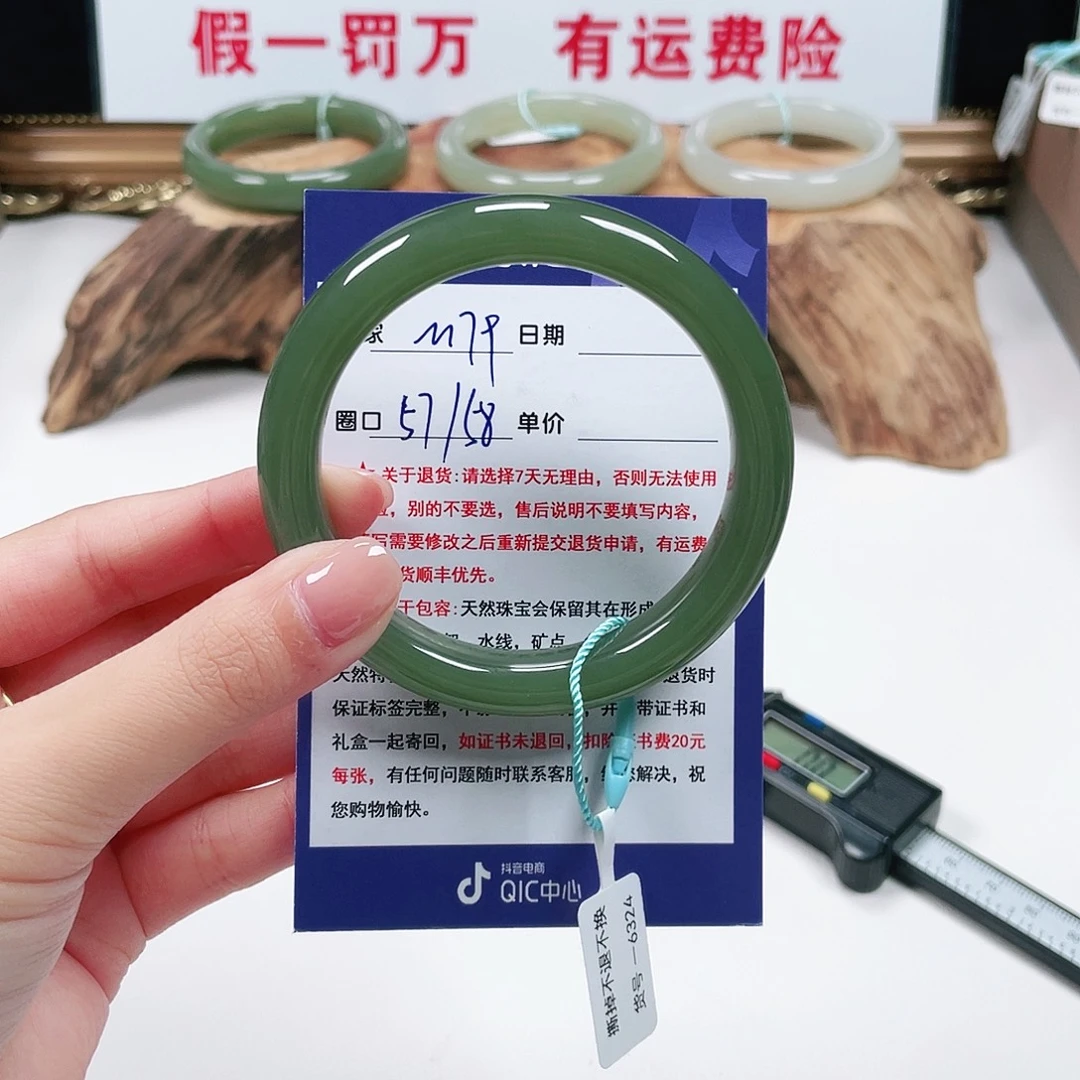 假一罚万 有运费险
家 M79 日期
圈口 57/58 单价
关于退货:请选择7天无理由,否则无法使用
,别的不要选,售后说明不要填写内容,
写需要修改之后重新提交退货申请,有运费
货顺丰优先。
于包容:天然珠宝会保留其在形成
水线,矿点
天然特 退货时
保证标签完整, 并 带证书和
礼盒一起寄回,如证书未退回,扣除证书费20元
每张,有任何问题随时联系客服, 解决,祝
您购物愉快。
抖音电商
QIC中心
撕掉不退不换
货号—6324